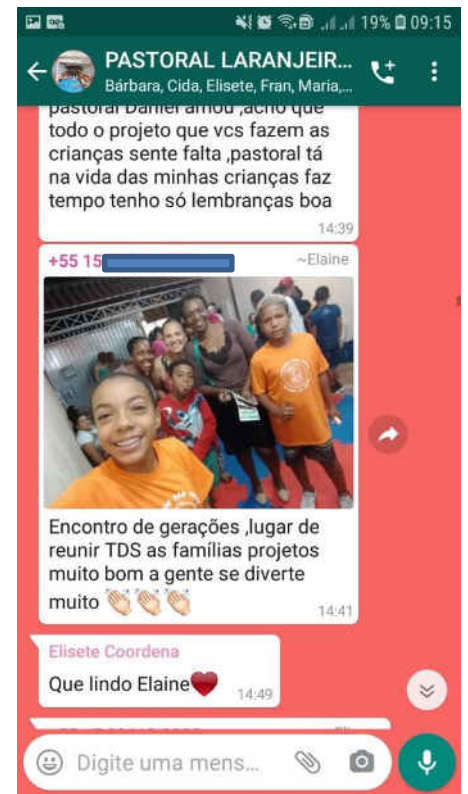 19% 09:15
PASTORAL LARANJEIR...
Bárbara, Cida, Elisete, Fran, Maria,...
pastoral Daniel amou ,acho que
todo o projeto que vcs fazem as
crianças sente falta ,pastoral tá
na vida das minhas crianças faz
tempo tenho só lembranças boa
14:39
+55 15
~Elaine
Encontro de gerações ,lugar de
reunir TDS as famílias projetos
muito bom a gente se diverte
muito 👏🏻👏🏻👏🏻
14:41
Elisete Coordena
Que lindo Elaine❤
14:49
Digite uma mens...